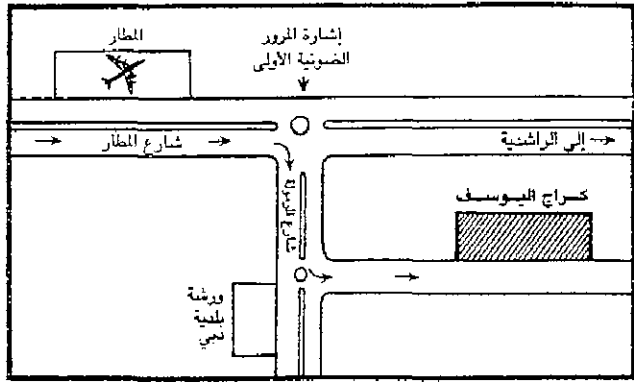 المطار
إشارة المرور
الضوئية الأولى
شارع المطار
إلى الراشدية
كراج اليوسف
ورشة
بلدية
دبي